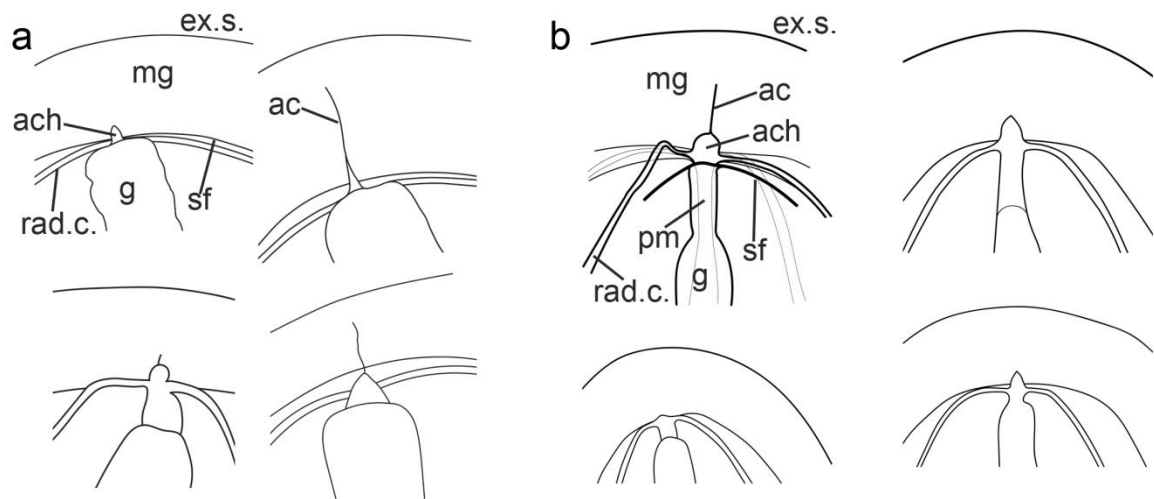 a
ex.s.
mg
ach
g
rad.c.
sf
ac
b
ex.s.
mg
ac
ach
pm
sf
g
rad.c.